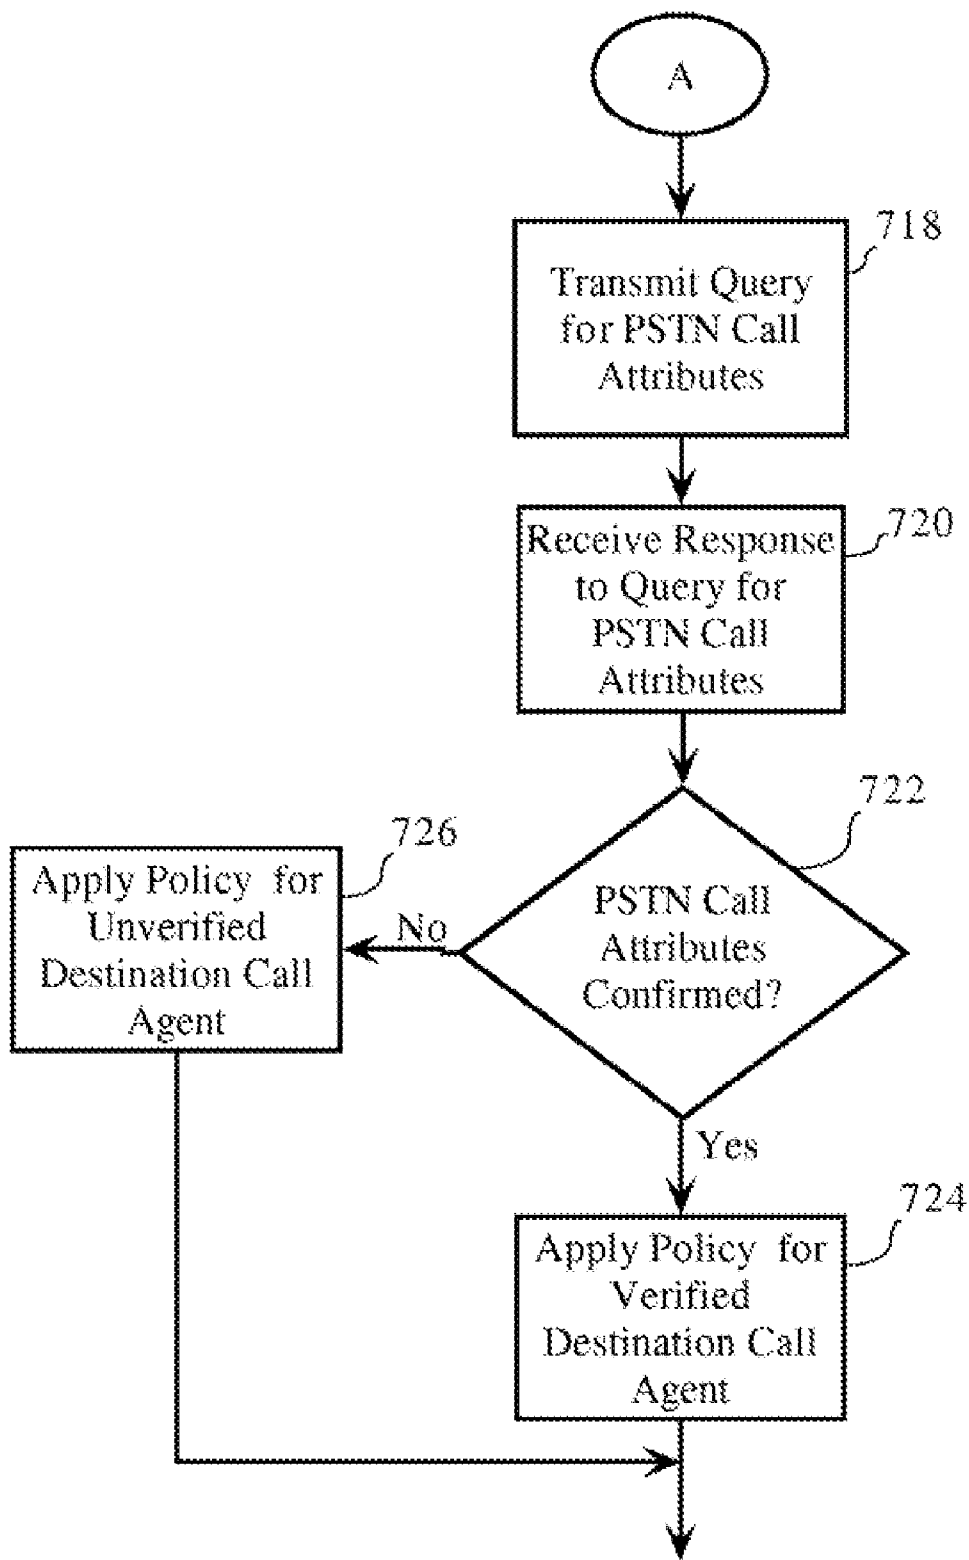 A
718
Transmit Query
for PSTN Call
Attributes
720
Receive Response
to Query for
PSTN Call
Attributes
722
PSTN Call
Attributes
Confirmed?
No
726
Apply Policy for
Unverified
Destination Call
Agent
Yes
724
Apply Policy for
Verified
Destination Call
Agent